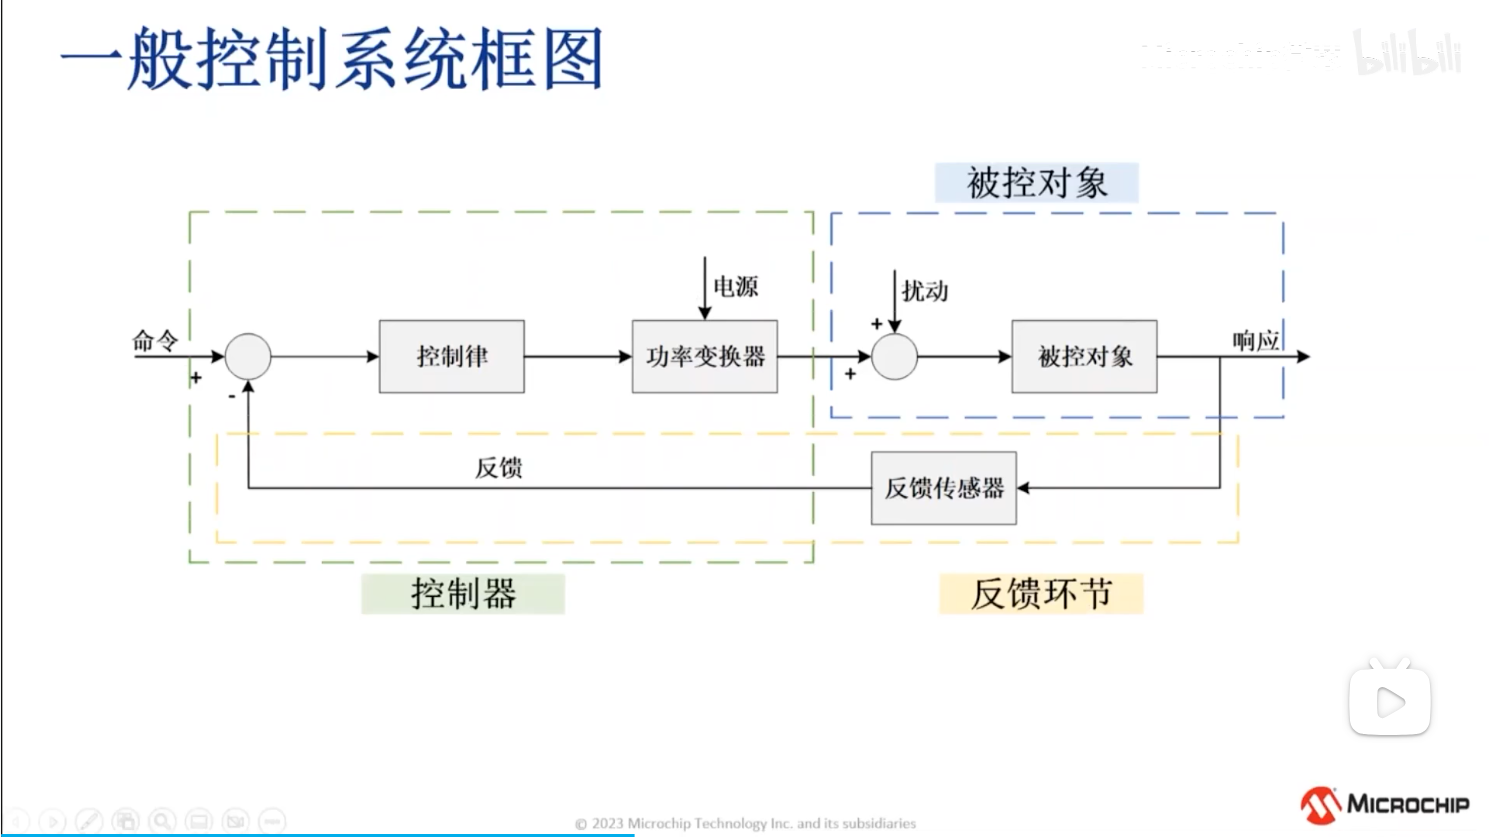 一般控制系统框图
bilibili
被控对象
电源
扰动
命令
+
-
控制律
功率变换器
+
+
被控对象
响应
反馈
反馈传感器
控制器
反馈环节
© 2023 Microchip Technology Inc. and its subsidiaries
MICROCHIP